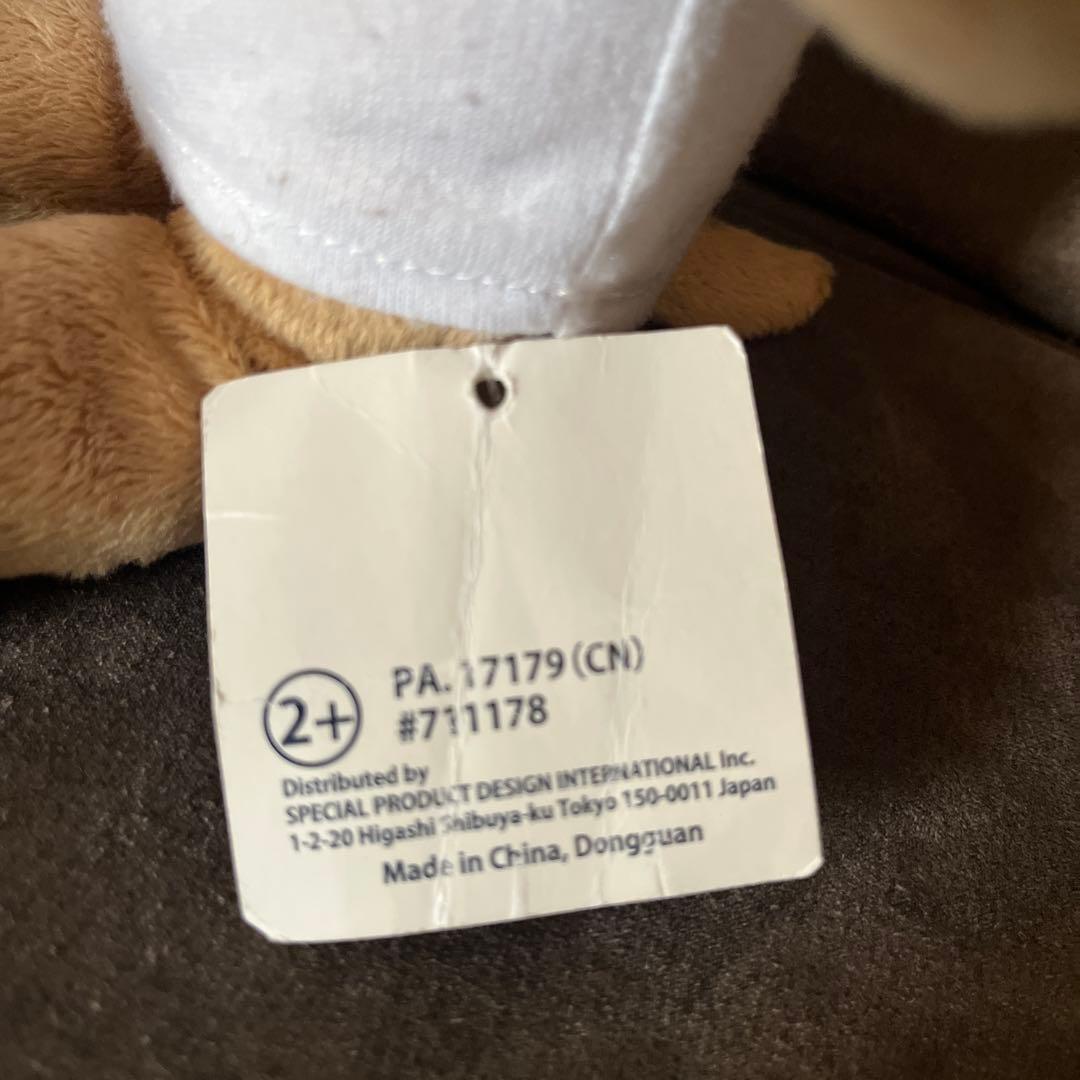 2+
PA. 17179(CN)
#711178
Distributed by
SPECIAL PRODUCT DESIGN INTERNATIONAL Inc.
1-2-20 Higashi Shibuya-ku Tokyo 150-0011 Japan
Made in China, Dongguan